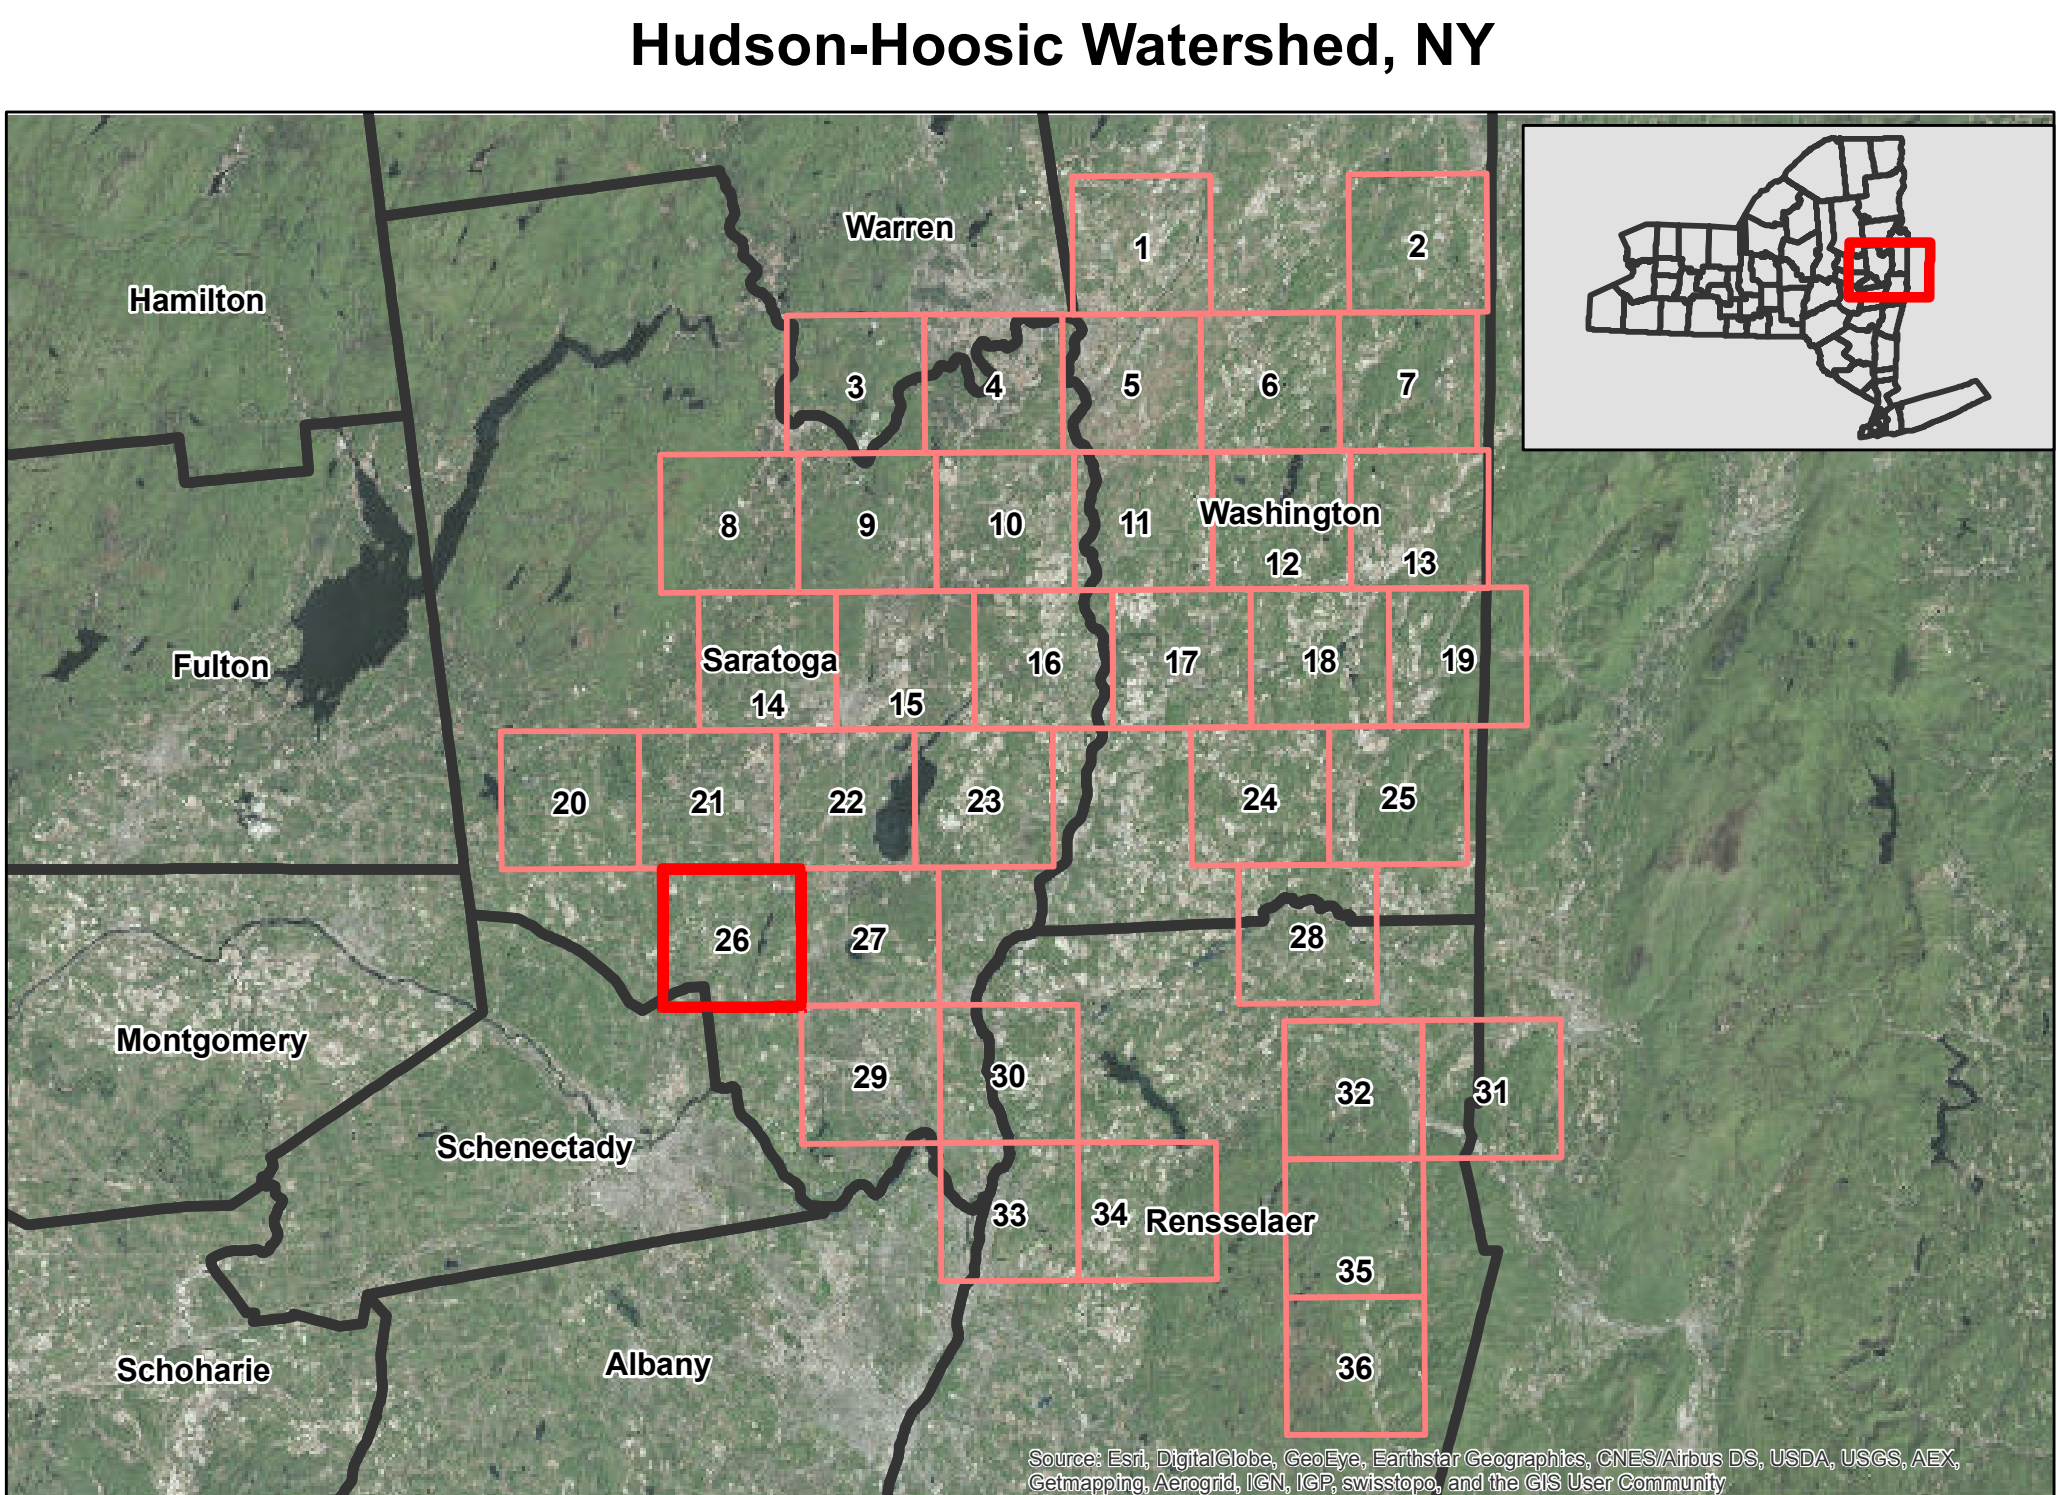 Hudson-Hoosic Watershed, NY
Warren
1
2
Hamilton
3
4
5
6
7
8
9
10
11
Washington
12
13
Fulton
Saratoga
14
15
16
17
18
19
20
21
22
23
24
25
26
27
28
Montgomery
29
30
32
31
Schenectady
33
34
Rensselaer
35
Schoharie
Albany
36
Source: Esri, DigitalGlobe, GeoEye, Earthstar Geographics, CNES/Airbus DS, USDA, USGS, AEX,
Getmapping, Aerogrid, IGN, IGP, swisstopo, and the GIS User Community